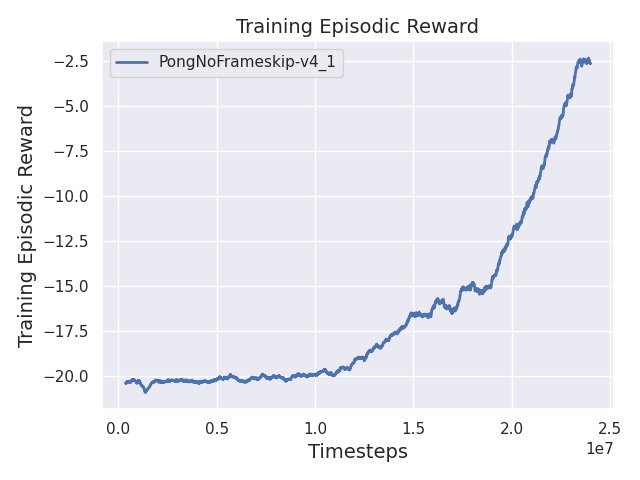 Training Episodic Reward
PongNoFrameskip-v4_1
Training Episodic Reward
−2.5
−5.0
−7.5
−10.0
−12.5
−15.0
−17.5
−20.0
0.0 0.5 1.0 1.5 2.0 2.5
1e7
Timesteps